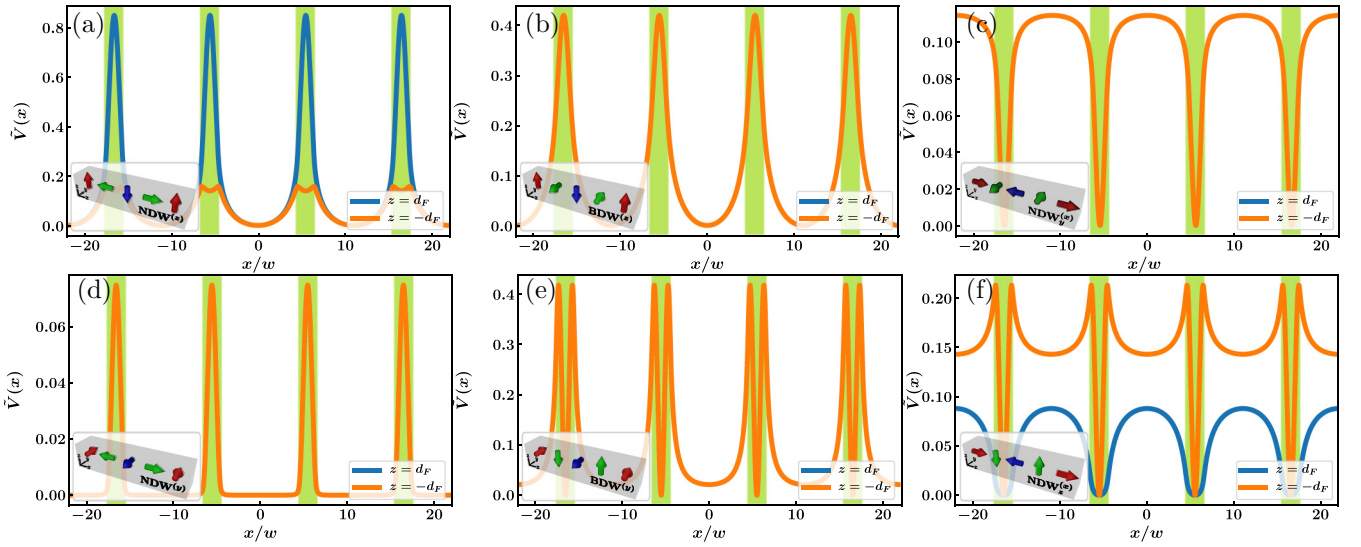 (a)
Ṽ(x)
0.8
0.6
0.4
0.2
0.0
NDW(z)
z = d_F
z = −d_F
−20 −10 0 10 20
x/w
(b)
Ṽ(x)
0.4
0.3
0.2
0.1
0.0
BDW(z)
z = d_F
z = −d_F
−20 −10 0 10 20
x/w
(c)
Ṽ(x)
0.10
0.08
0.06
0.04
0.02
0.00
NDW(x)
z = d_F
z = −d_F
−20 −10 0 10 20
x/w
(d)
Ṽ(x)
0.06
0.04
0.02
0.00
NDW(y)
z = d_F
z = −d_F
−20 −10 0 10 20
x/w
(e)
Ṽ(x)
0.4
0.3
0.2
0.1
0.0
BDW(y)
z = d_F
z = −d_F
−20 −10 0 10 20
x/w
(f)
Ṽ(x)
0.20
0.15
0.10
0.05
0.00
NDW(x)
z = d_F
z = −d_F
−20 −10 0 10 20
x/w